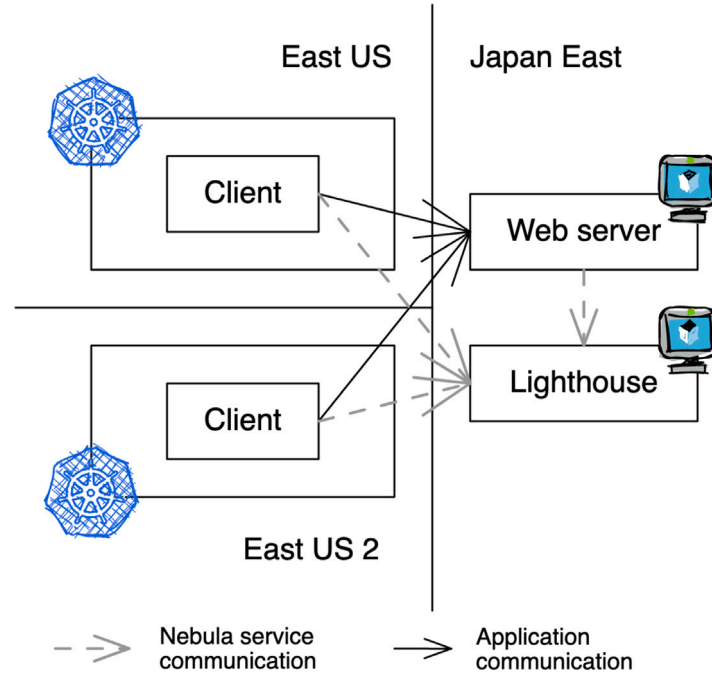 East US
Japan East
Client
Web server
Client
Lighthouse
East US 2
Nebula service
communication
Application
communication